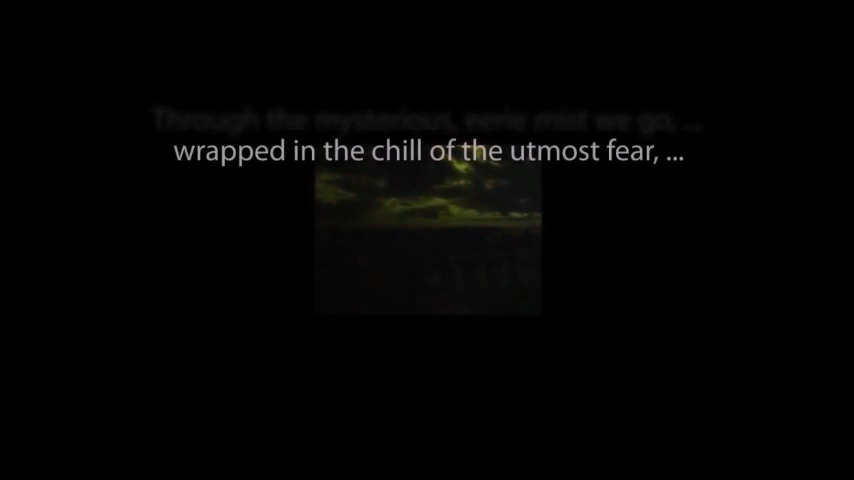 Through the mysterious, eerie mist we go, ...
wrapped in the chill of the utmost fear, ...